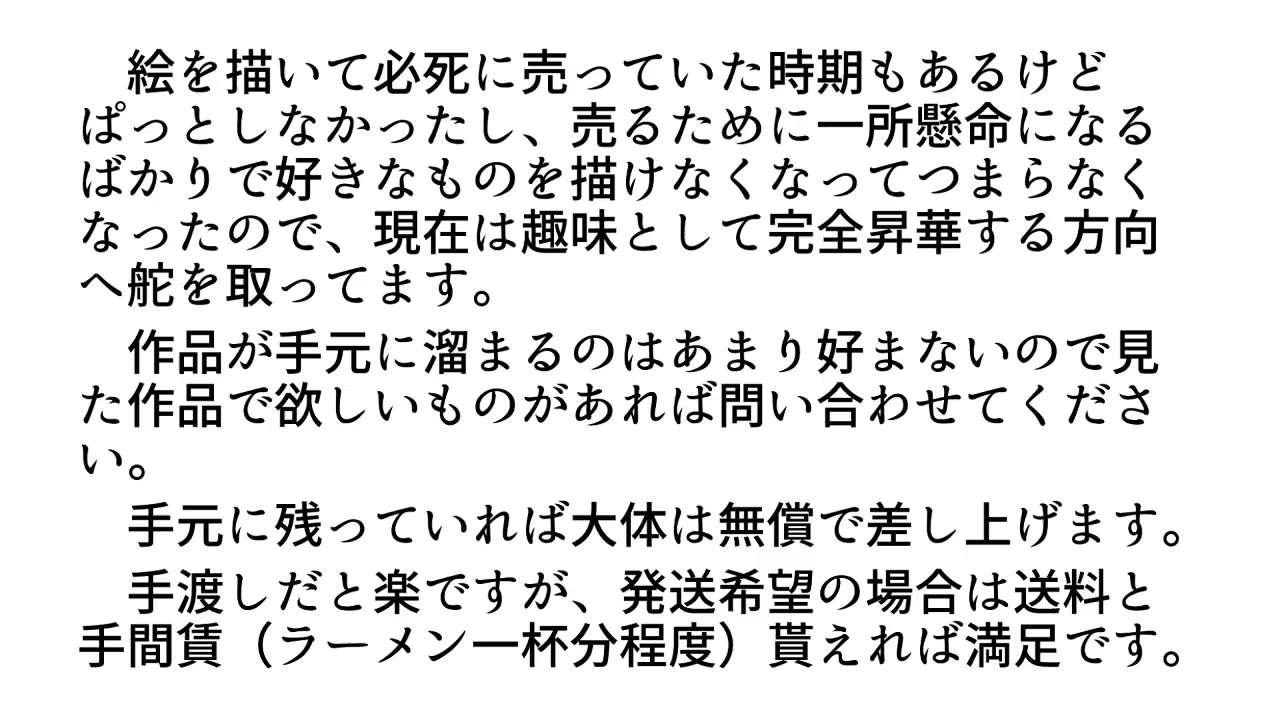 絵を描いて必死に売っていた時期もあるけど
ぱっとしなかったし、売るために一所懸命になる
ばかりで好きなものを描けなくなってつまらなく
なったので、現在は趣味として完全昇華する方向
へ舵を取ってます。
作品が手元に溜まるのはあまり好まないので見
た作品で欲しいものがあれば問い合わせてくださ
い。
手元に残っていれば大体は無償で差し上げます。
手渡しだと楽ですが、発送希望の場合は送料と
手間賃（ラーメン一杯分程度）貰えれば満足です。